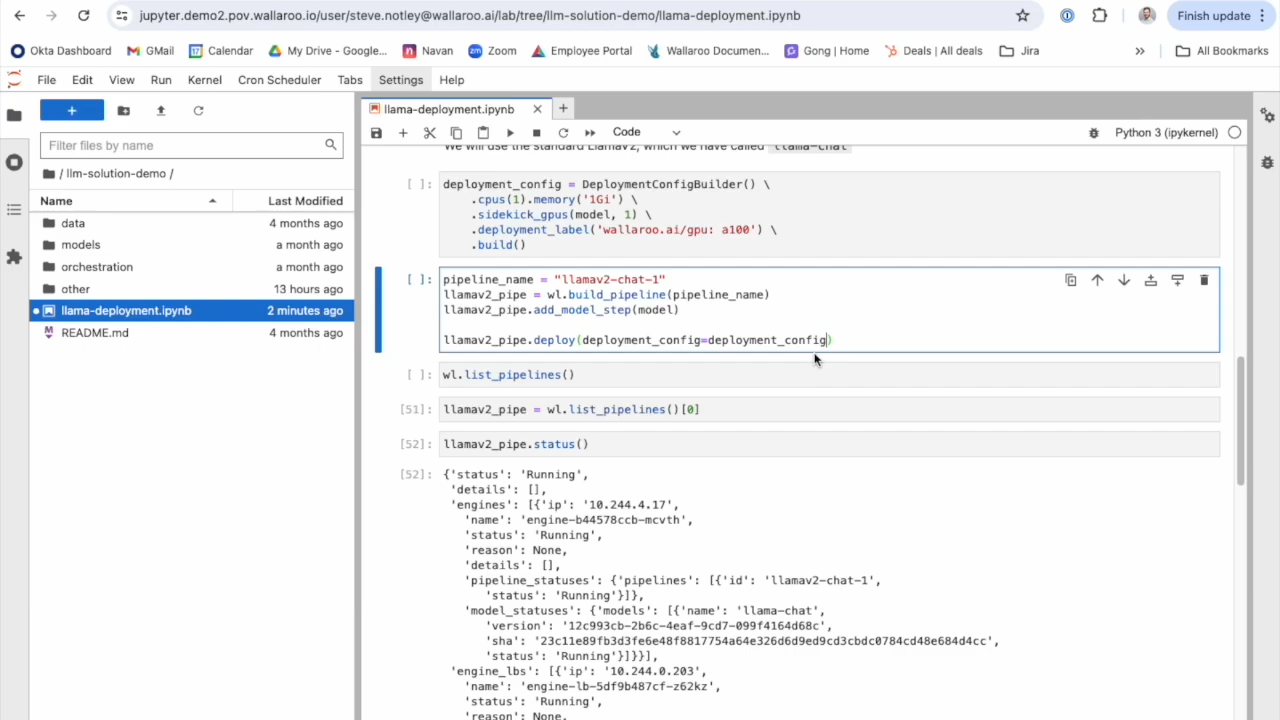 jupyter.demo2.pov.wallaroo.io/user/steve.notley@wallaroo.ai/lab/tree/llm-solution-demo/llama-deployment.ipynb
Finish update
Okta Dashboard
GMail
Calendar
My Drive - Google...
Navan
Zoom
Employee Portal
Wallaroo Documen...
Gong | Home
Deals | All deals
Jira
»
All Bookmarks
File Edit View Run Kernel Cron Scheduler Tabs Settings Help
llama-deployment.ipynb
Code
Python 3 (ipykernel)
Filter files by name
/ llm-solution-demo /
Name Last Modified
data 4 months ago
models a month ago
orchestration a month ago
other 13 hours ago
llama-deployment.ipynb 2 minutes ago
README.md 4 months ago
We will use the standard LlamaV2, which we have called llama-chat
[ ]: deployment_config = DeploymentConfigBuilder() \
.cpus(1).memory('1Gi') \
.sidekick_gpus(model, 1) \
.deployment_label('wallaroo.ai/gpu: a100') \
.build()
[ ]: pipeline_name = "llamav2-chat-1"
llamav2_pipe = wl.build_pipeline(pipeline_name)
llamav2_pipe.add_model_step(model)
llamav2_pipe.deploy(deployment_config=deployment_config)
[ ]: wl.list_pipelines()
[51]: llamav2_pipe = wl.list_pipelines()[0]
[52]: llamav2_pipe.status()
[52]: {'status': 'Running',
'details': [],
'engines': [{'ip': '10.244.4.17',
'name': 'engine-b44578ccb-mcvth',
'status': 'Running',
'reason': None,
'details': [],
'pipeline_statuses': {'pipelines': [{'id': 'llamav2-chat-1',
'status': 'Running'}]},
'model_statuses': {'models': [{'name': 'llama-chat',
'version': '12c993cb-2b6c-4eaf-9cd7-099f4164d68c',
'sha': '23c11e89fb3d3fe6e48f8817754a64e326d6d9ed9cd3cbdc0784cd48e684d4cc',
'status': 'Running'}]}}],
'engine_lbs': [{'ip': '10.244.0.203',
'name': 'engine-lb-5df9b487cf-z62kz',
'status': 'Running',
'reason': None,